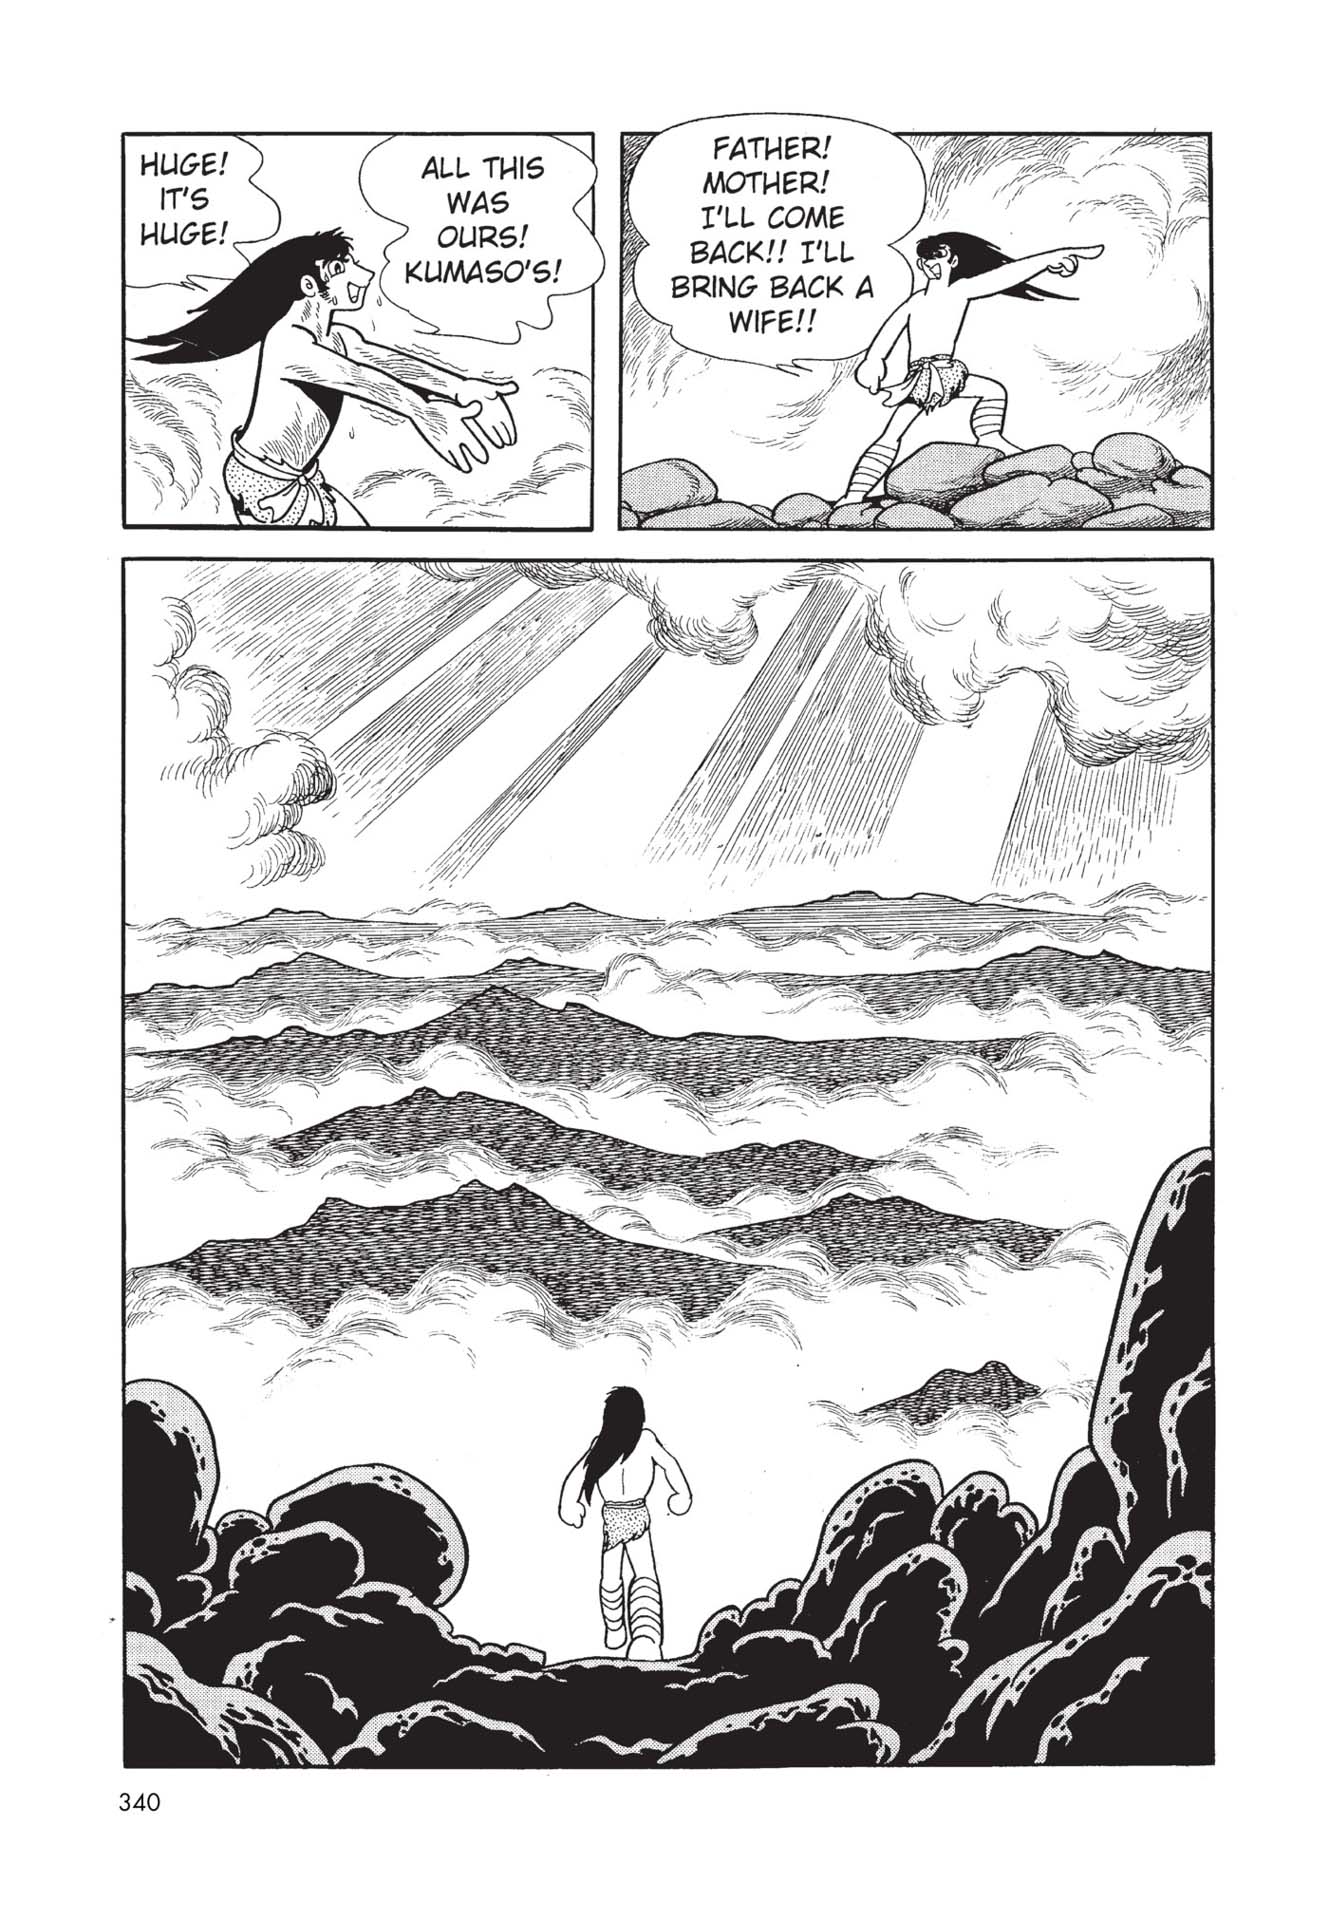 HUGE!
IT'S
HUGE!
ALL THIS
WAS
OURS!
KUMASO'S!
FATHER!
MOTHER!
I'LL COME
BACK!! I'LL
BRING BACK A
WIFE!!
340